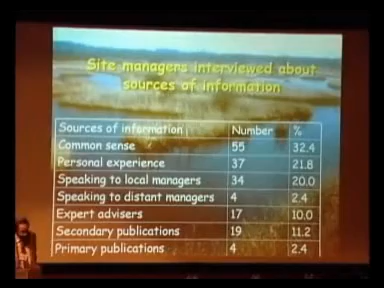 Site managers interviewed about
sources of information
Sources of information Number %
Common sense 55 32.4
Personal experience 37 21.8
Speaking to local managers 34 20.0
Speaking to distant managers 4 2.4
Expert advisers 17 10.0
Secondary publications 19 11.2
Primary publications 4 2.4